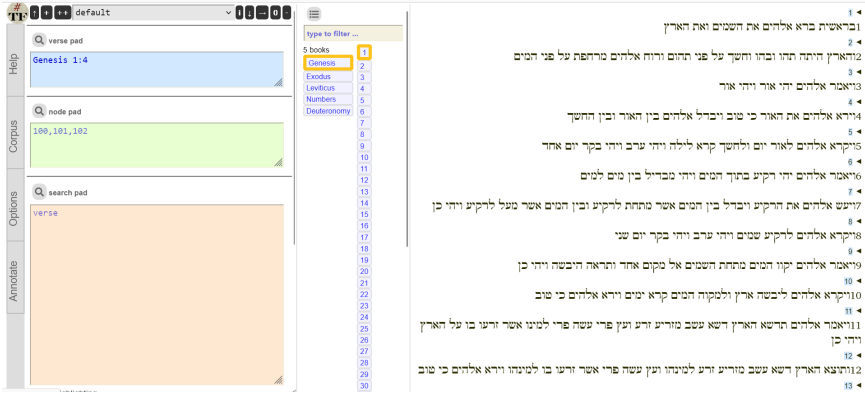 #
TF
↑ + ++ default i ↓ → O -
Help
Corpus
Options
Annotate
verse pad
Genesis 1:4
node pad
100,101,102
search pad
verse
type to filter ...
5 books
Genesis
Exodus
Leviticus
Numbers
Deuteronomy
1
2
3
4
5
6
7
8
9
10
11
12
13
14
15
16
17
18
19
20
21
22
23
24
25
26
27
28
29
30
1
1בראשית ברא אלהים את השמים ואת הארץ
2
2והארץ היתה תהו ובהו וחשך על פני תהום ורוח אלהים מרחפת על פני המים
3
3ויאמר אלהים יהי אור ויהי אור
4
4וירא אלהים את האור כי טוב ויבדל אלהים בין האור ובין החשך
5
5ויקרא אלהים לאור יום ולחשך קרא לילה ויהי ערב ויהי בקר יום אחד
6
6ויאמר אלהים יהי רקיע בתוך המים ויהי מבדיל בין מים למים
7
7ויעש אלהים את הרקיע ויבדל בין המים אשר מתחת לרקיע ובין המים אשר מעל לרקיע ויהי כן
8
8ויקרא אלהים לרקיע שמים ויהי ערב ויהי בקר יום שני
9
9ויאמר אלהים יקוו המים מתחת השמים אל מקום אחד ותראה היבשה ויהי כן
10
10ויקרא אלהים ליבשה ארץ ולמקוה המים קרא ימים וירא אלהים כי טוב
11
11ויאמר אלהים תדשא הארץ דשא עשב מזריע זרע ועץ פרי עשה פרי למינו אשר זרעו בו על הארץ
ויהי כן
12
12ותוצא הארץ דשא עשב מזריע זרע למינהו ועץ עשה פרי אשר זרעו בו למינהו וירא אלהים כי טוב
13